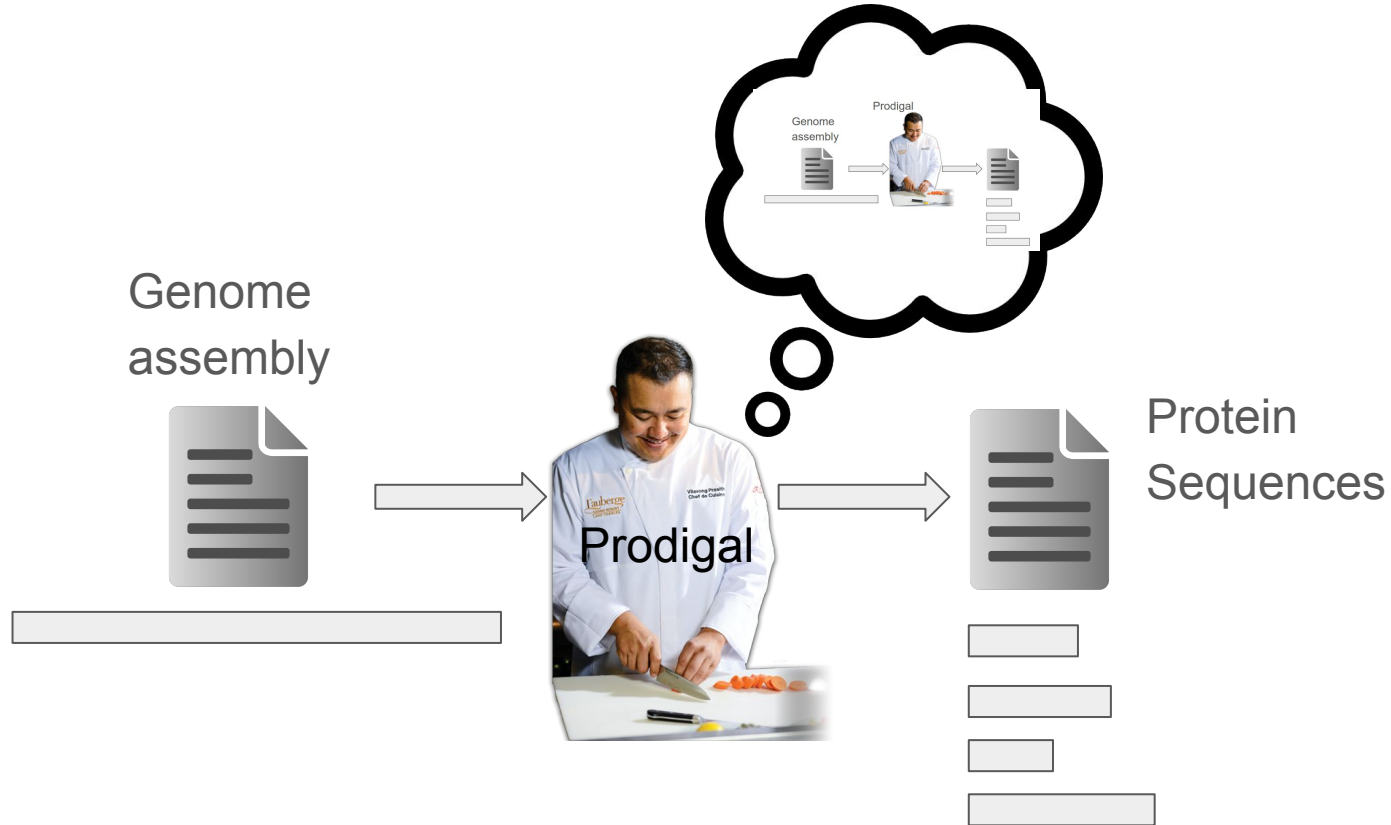 Prodigal
Genome
assembly
Genome
assembly
Protein
Sequences
l'auberge
Chef de Cuisine
Prodigal